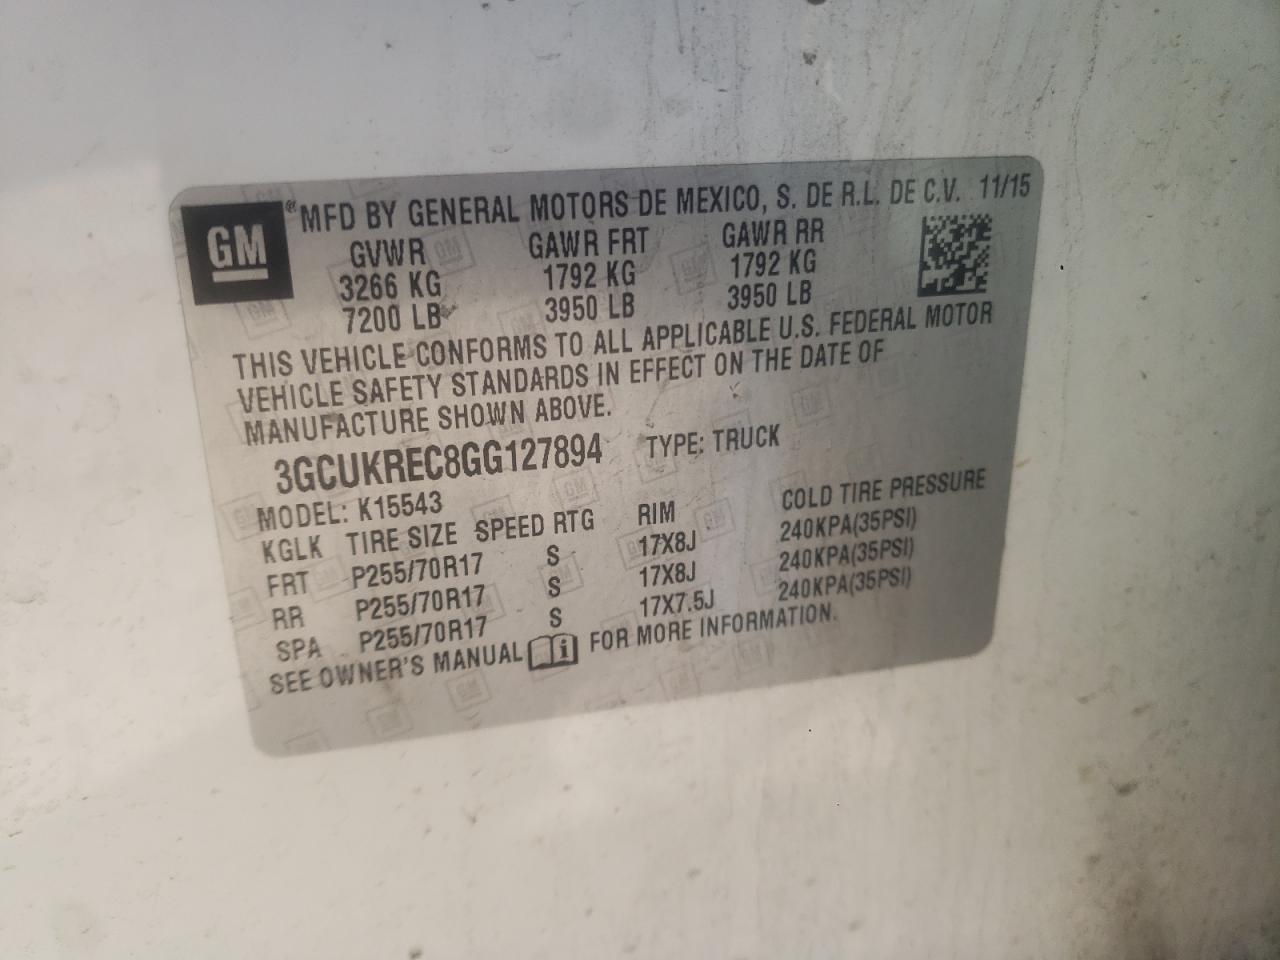 GM
® MFD BY GENERAL MOTORS DE MEXICO, S. DE R.L. DE C.V. 11/15
GVWR GAWR FRT GAWR RR
3266 KG 1792 KG 1792 KG
7200 LB 3950 LB 3950 LB
THIS VEHICLE CONFORMS TO ALL APPLICABLE U.S. FEDERAL MOTOR
VEHICLE SAFETY STANDARDS IN EFFECT ON THE DATE OF
MANUFACTURE SHOWN ABOVE.
3GCUKREC8GG127894 TYPE: TRUCK
MODEL: K15543
KGLK TIRE SIZE SPEED RTG RIM COLD TIRE PRESSURE
FRT P255/70R17 S 17X8J 240KPA(35PSI)
RR P255/70R17 S 17X8J 240KPA(35PSI)
SPA P255/70R17 S 17X7.5J 240KPA(35PSI)
SEE OWNER'S MANUAL i FOR MORE INFORMATION.